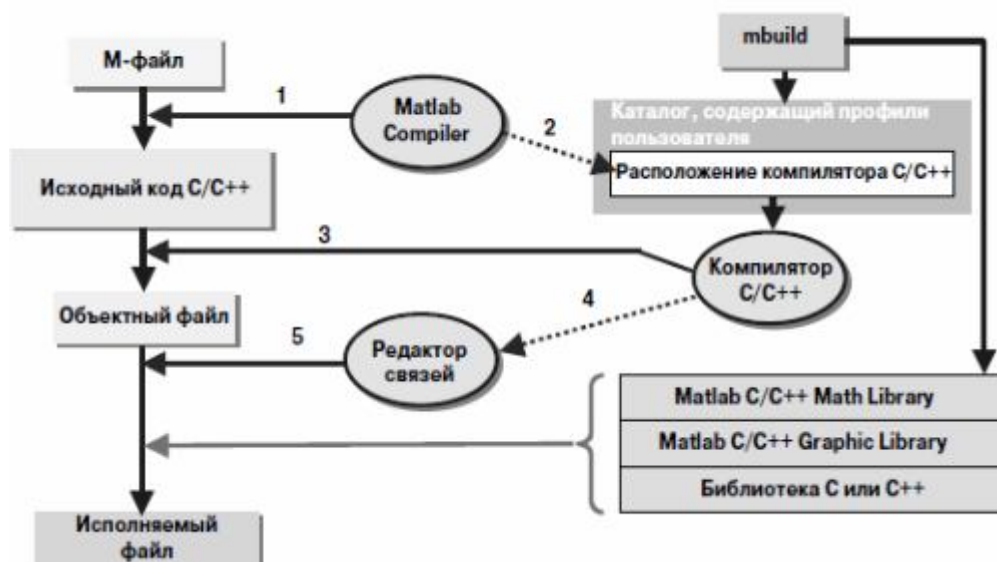 М-файл
mbuild
1
Matlab
Compiler
2
Каталог, содержащий профили
пользователя
Расположение компилятора С/С++
Исходный код С/С++
3
Компилятор
С/С++
4
Объектный файл
5
Редактор
связей
Matlab C/C++ Math Library
Matlab C/C++ Graphic Library
Библиотека С или С++
Исполняемый
файл